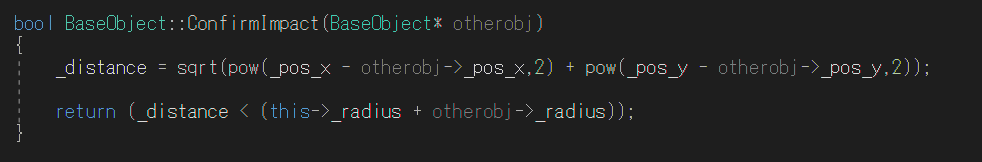 bool BaseObject::ConfirmImpact(BaseObject* otherobj)
{
_distance = sqrt(pow(_pos_x - otherobj->_pos_x,2) + pow(_pos_y - otherobj->_pos_y,2));
return (_distance < (this->_radius + otherobj->_radius));
}